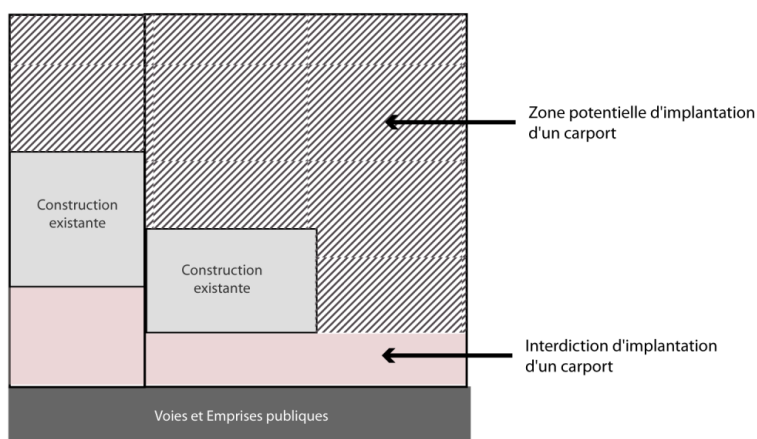 Zone potentielle d'implantation
d'un carport
Construction
existante
Construction
existante
Interdiction d'implantation
d'un carport
Voies et Emprises publiques